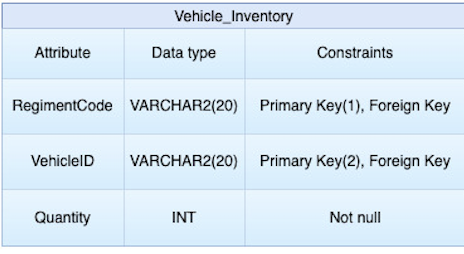 Vehicle_Inventory
Attribute Data type Constraints
RegimentCode VARCHAR2(20) Primary Key(1), Foreign Key
VehicleID VARCHAR2(20) Primary Key(2), Foreign Key
Quantity INT Not null